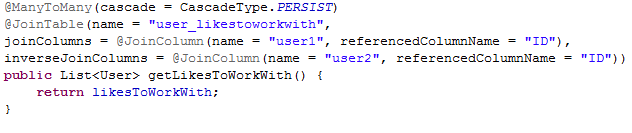 @ManyToMany(cascade = CascadeType.PERSIST)
@JoinTable(name = "user_likestoworkwith",
joinColumns = @JoinColumn(name = "user1", referencedColumnName = "ID"),
inverseJoinColumns = @JoinColumn(name = "user2", referencedColumnName = "ID"))
public List<User> getLikesToWorkWith() {
    return likesToWorkWith;
}